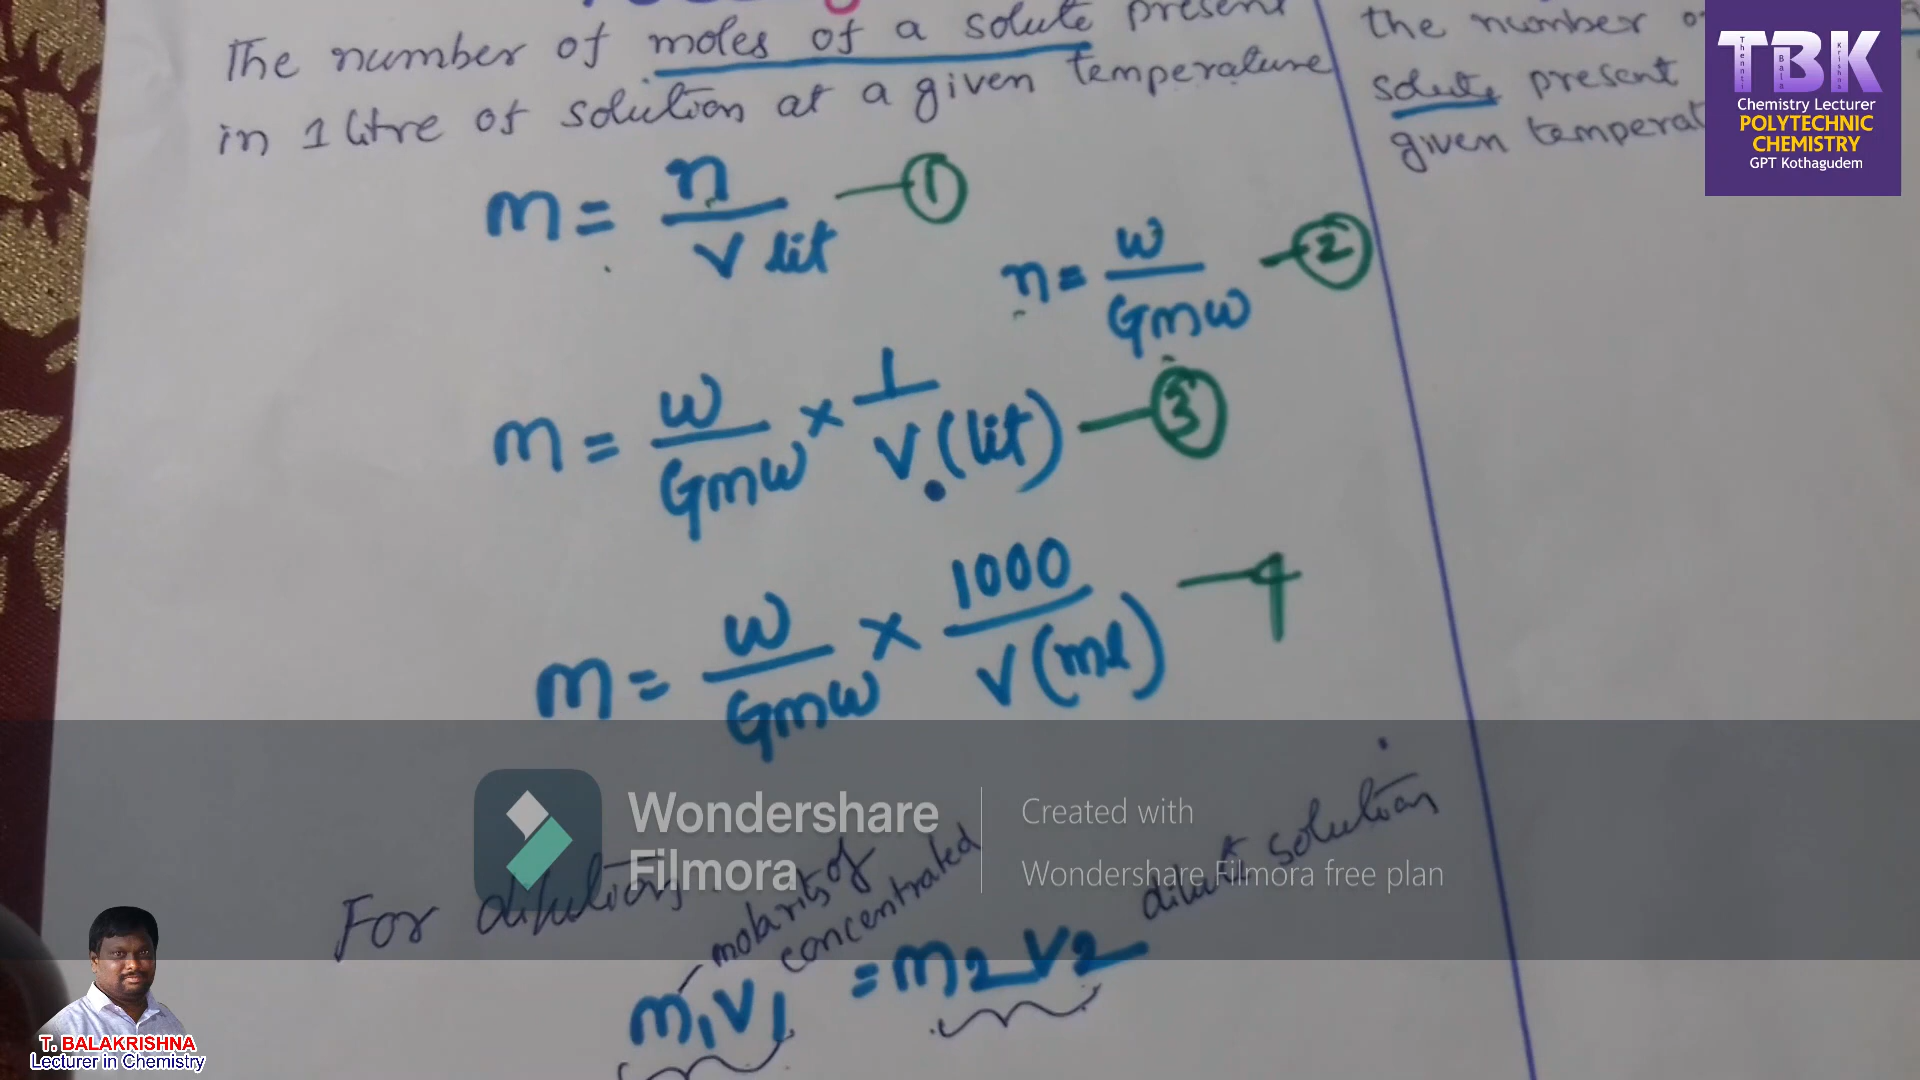 The number of moles of a solute present
in 1 litre of solution at a given temperature
m = n / V lit — ①
n = w / Gmw — ②
m = w / Gmw × 1 / V (lit) — ③
m = w / Gmw × 1000 / V (ml) — 4
For dilution
molarity of
concentrated
dilute solution
m1V1 = m2V2
the number
solute present
given temperat
TBK
Thennti
Bala
Krishna
Chemistry Lecturer
POLYTECHNIC
CHEMISTRY
GPT Kothagudem
Wondershare
Filmora
Created with
Wondershare Filmora free plan
T. BALAKRISHNA
Lecturer in Chemistry